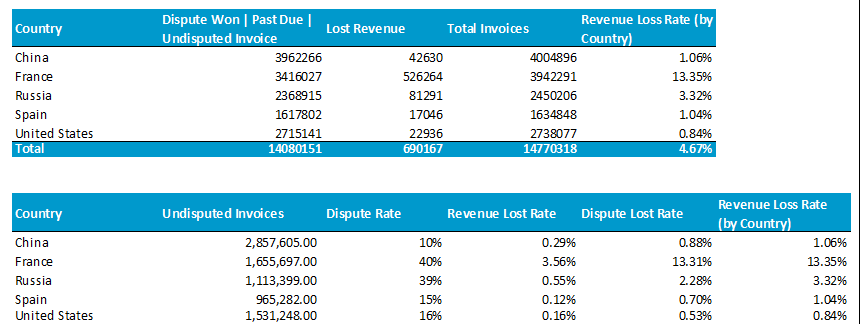 Country Dispute Won | Past Due | Undisputed Invoice Lost Revenue Total Invoices Revenue Loss Rate (by Country)
China 3962266 42630 4004896 1.06%
France 3416027 526264 3942291 13.35%
Russia 2368915 81291 2450206 3.32%
Spain 1617802 17046 1634848 1.04%
United States 2715141 22936 2738077 0.84%
Total 14080151 690167 14770318 4.67%
Country Undisputed Invoices Dispute Rate Revenue Lost Rate Dispute Lost Rate Revenue Loss Rate (by Country)
China 2,857,605.00 10% 0.29% 0.88% 1.06%
France 1,655,697.00 40% 3.56% 13.31% 13.35%
Russia 1,113,399.00 39% 0.55% 2.28% 3.32%
Spain 965,282.00 15% 0.12% 0.70% 1.04%
United States 1,531,248.00 16% 0.16% 0.53% 0.84%